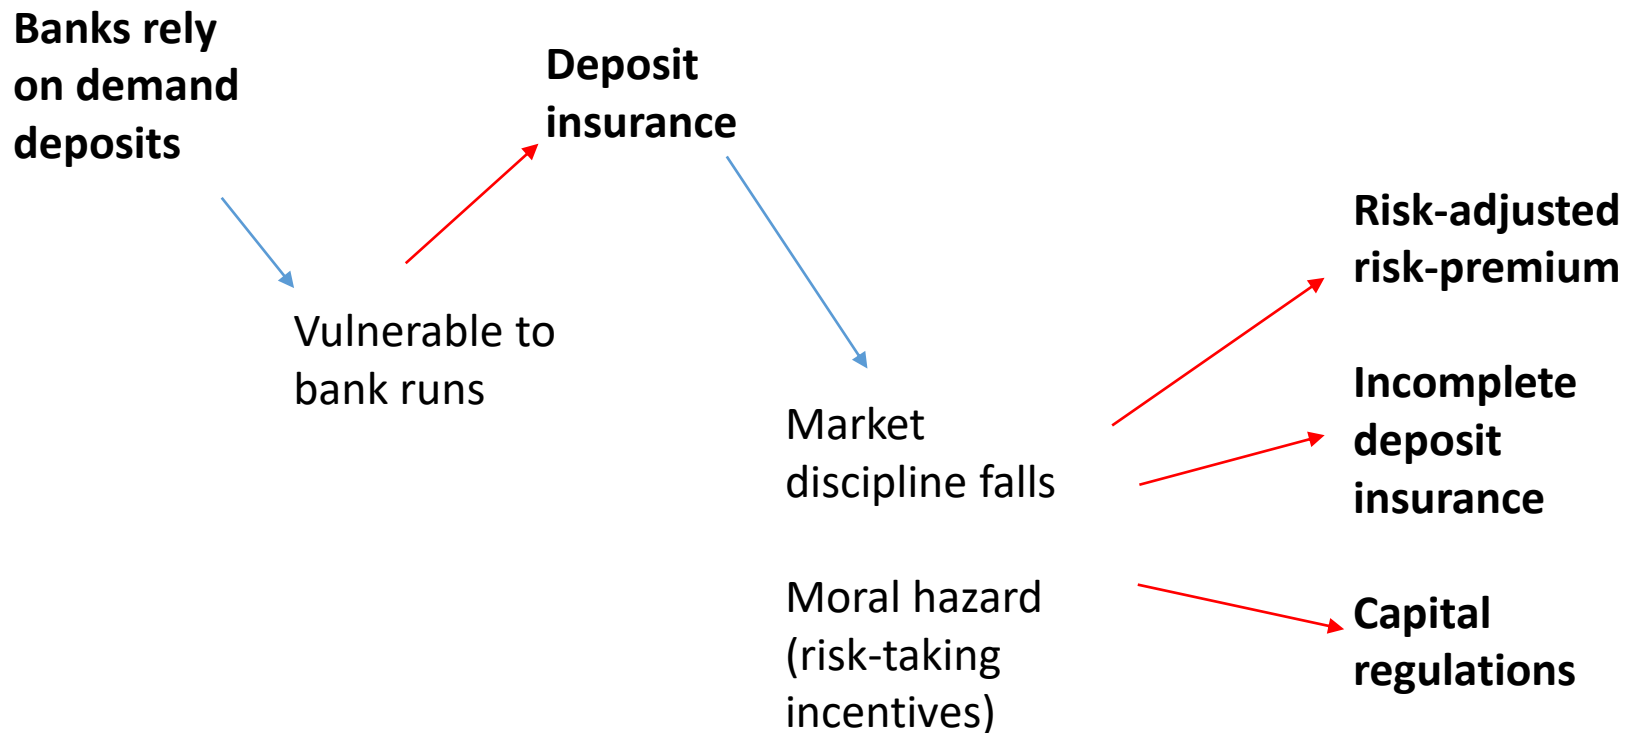 Banks rely
on demand
deposits
Deposit
insurance
Vulnerable to
bank runs
Market
discipline falls
Moral hazard
(risk-taking
incentives)
Risk-adjusted
risk-premium
Incomplete
deposit
insurance
Capital
regulations